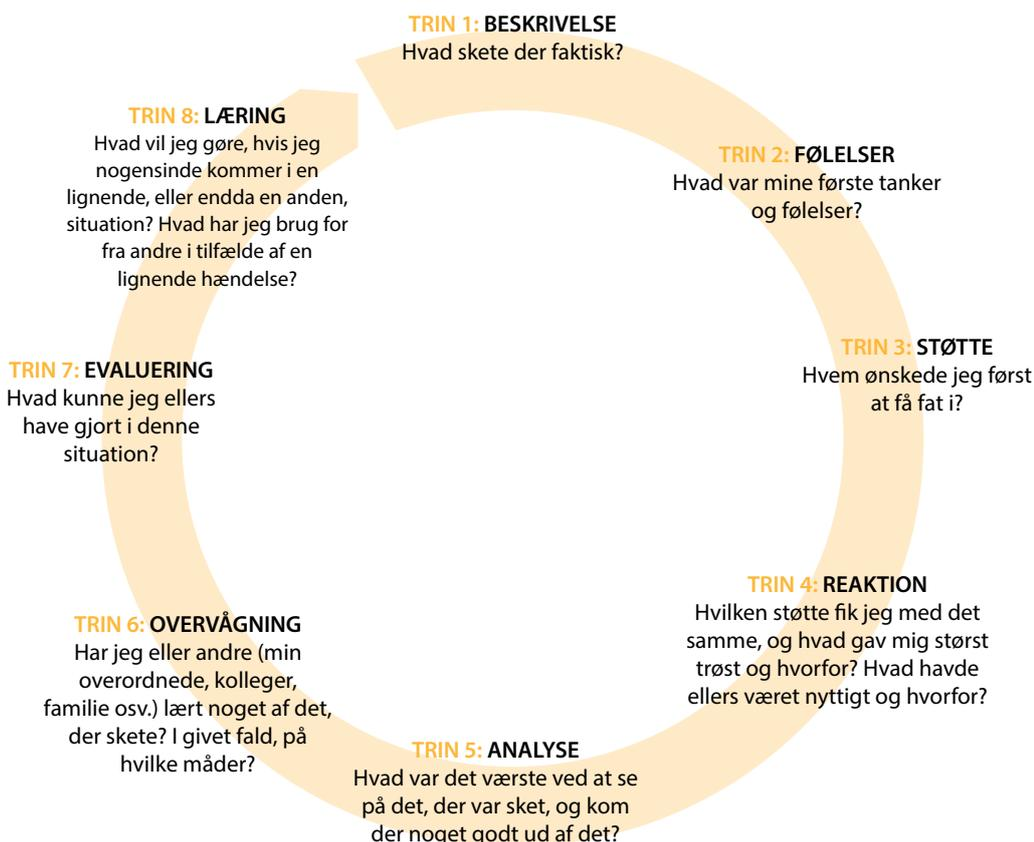 TRIN 1: BESKRIVELSE
Hvad skete der faktisk?
TRIN 2: FØLELSER
Hvad var mine første tanker
og følelser?
TRIN 3: STØTTE
Hvem ønskede jeg først
at få fat i?
TRIN 4: REAKTION
Hvilken støtte fik jeg med det
samme, og hvad gav mig størst
trøst og hvorfor? Hvad havde
ellers været nyttigt og hvorfor?
TRIN 5: ANALYSE
Hvad var det værste ved at se
på det, der var sket, og kom
der noget godt ud af det?
TRIN 6: OVERVÅGNING
Har jeg eller andre (min
overordnede, kolleger,
familie osv.) lært noget af det,
der skete? I givet fald, på
hvilke måder?
TRIN 7: EVALUERING
Hvad kunne jeg ellers
have gjort i denne
situation?
TRIN 8: LÆRING
Hvad vil jeg gøre, hvis jeg
nogensinde kommer i en
lignende, eller endda en anden,
situation? Hvad har jeg brug for
fra andre i tilfælde af en
lignende hændelse?